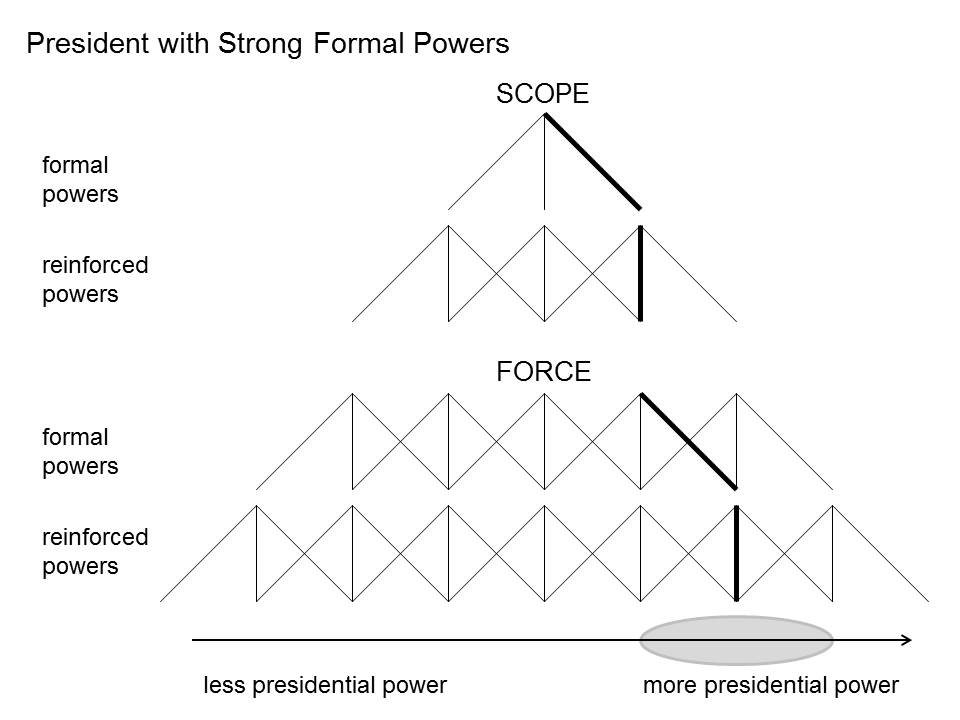 President with Strong Formal Powers
SCOPE
formal
powers
reinforced
powers
FORCE
formal
powers
reinforced
powers
less presidential power
more presidential power